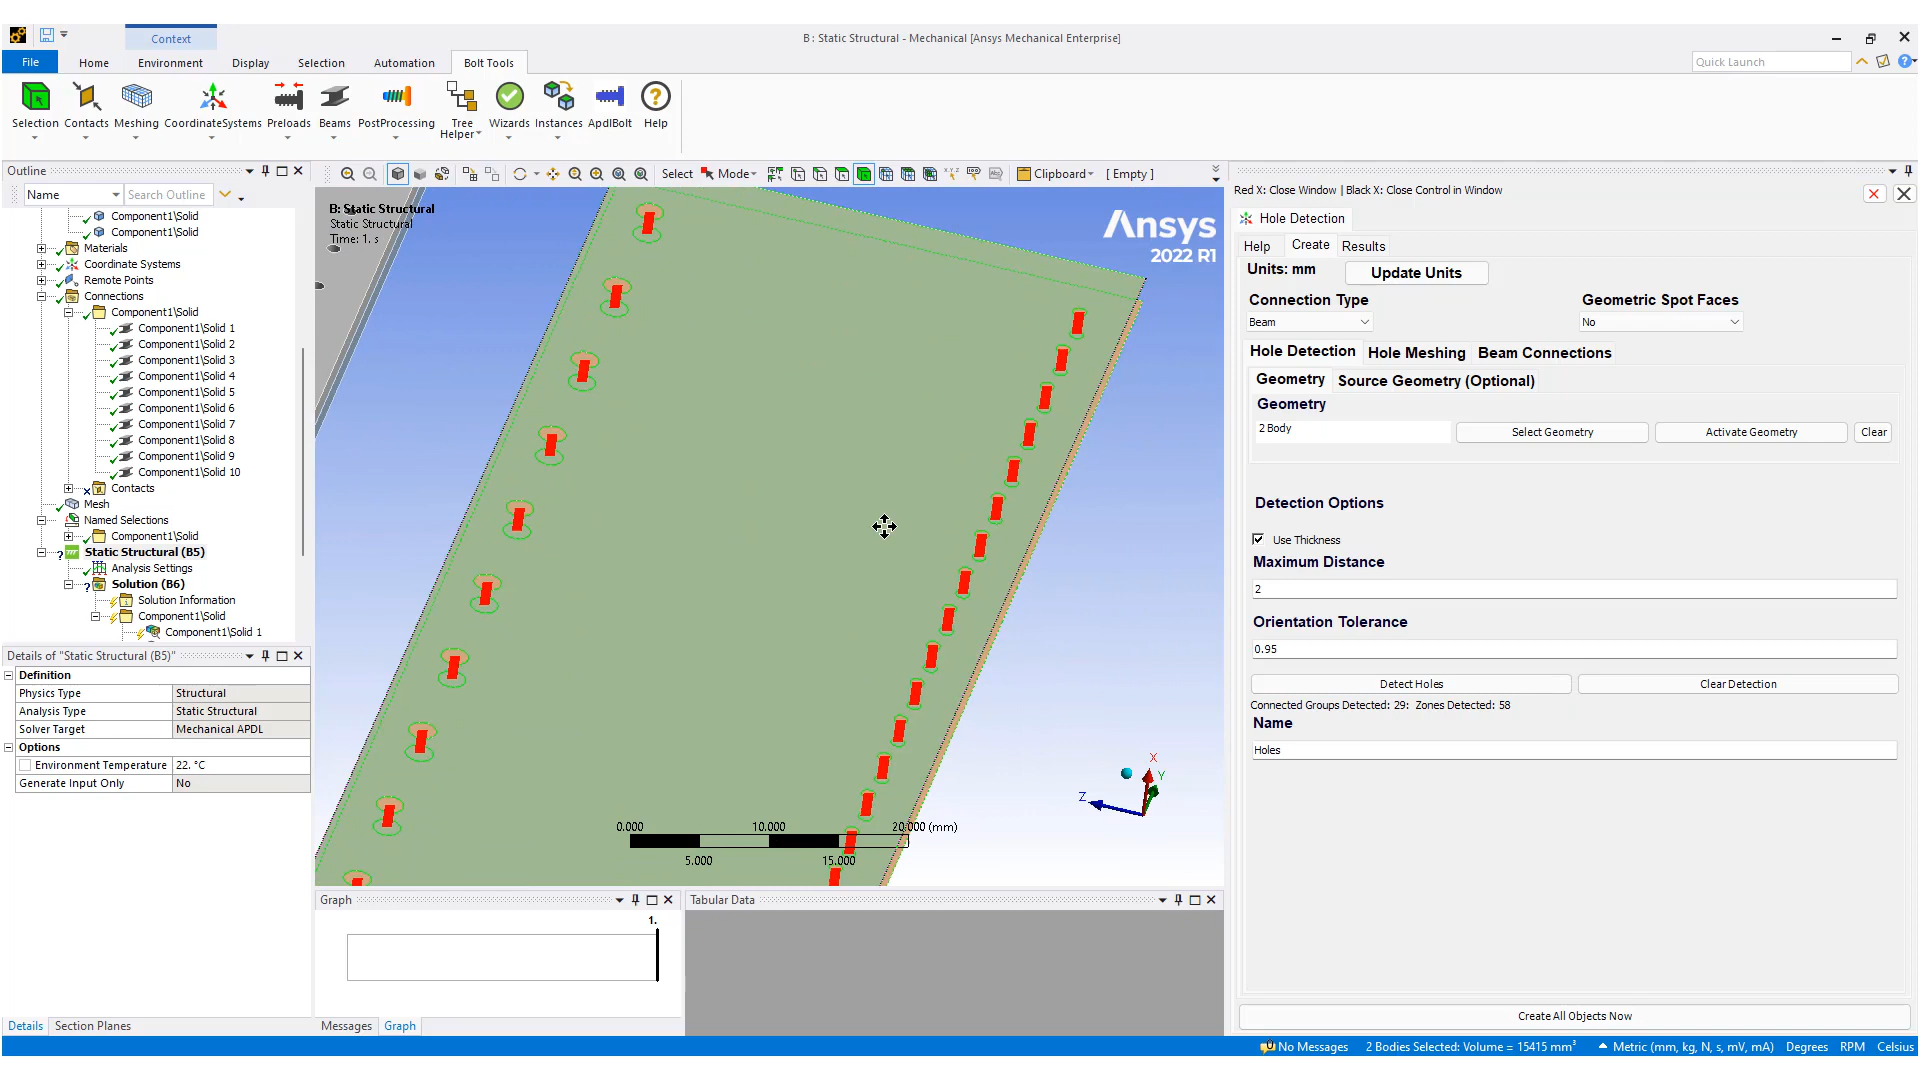 Context
B : Static Structural - Mechanical [Ansys Mechanical Enterprise]
File Home Environment Display Selection Automation Bolt Tools
Quick Launch
Selection Contacts Meshing CoordinateSystems Preloads Beams PostProcessing Tree Helper Wizards Instances ApdlBolt Help
Outline
Name Search Outline
Select Mode Clipboard [ Empty ]
Component1\Solid
Component1\Solid
Materials
Coordinate Systems
Remote Points
Connections
Component1\Solid
Component1\Solid 1
Component1\Solid 2
Component1\Solid 3
Component1\Solid 4
Component1\Solid 5
Component1\Solid 6
Component1\Solid 7
Component1\Solid 8
Component1\Solid 9
Component1\Solid 10
Contacts
Mesh
Named Selections
Component1\Solid
Static Structural (B5)
Analysis Settings
Solution (B6)
Solution Information
Component1\Solid
Component1\Solid 1
Details of "Static Structural (B5)"
Definition
Physics Type Structural
Analysis Type Static Structural
Solver Target Mechanical APDL
Options
Environment Temperature 22. °C
Generate Input Only No
Details Section Planes
B: Static Structural
Static Structural
Time: 1. s
Ansys
2022 R1
X
Y
Z
0.000 10.000 20.000 (mm)
5.000 15.000
Graph
1.
Messages Graph
Tabular Data
Red X: Close Window | Black X: Close Control in Window
Hole Detection
Help Create Results
Units: mm Update Units
Connection Type Geometric Spot Faces
Beam No
Hole Detection Hole Meshing Beam Connections
Geometry Source Geometry (Optional)
Geometry
2 Body Select Geometry Activate Geometry Clear
Detection Options
Use Thickness
Maximum Distance
2
Orientation Tolerance
0.95
Detect Holes Clear Detection
Connected Groups Detected: 29: Zones Detected: 58
Name
Holes
Create All Objects Now
No Messages 2 Bodies Selected: Volume = 15415 mm³ Metric (mm, kg, N, s, mV, mA) Degrees RPM Celsius